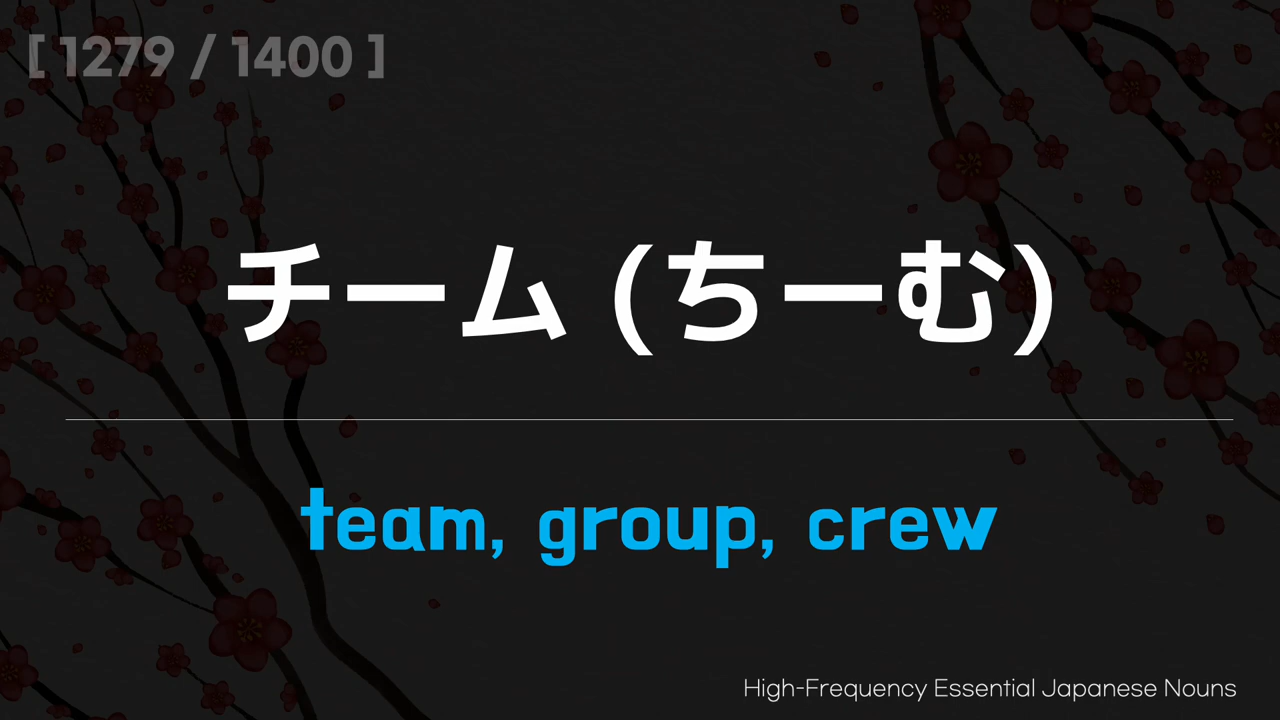 [ 1279 / 1400 ]
チーム (ちーむ)
team, group, crew
High-Frequency Essential Japanese Nouns